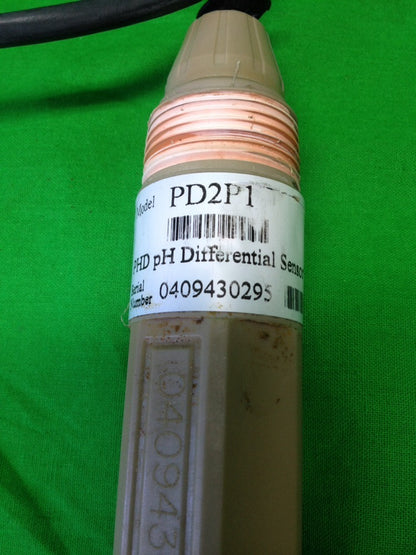 Model PD2P1
PHD pH Differential Sensor
Serial
Number 0409430295
040943